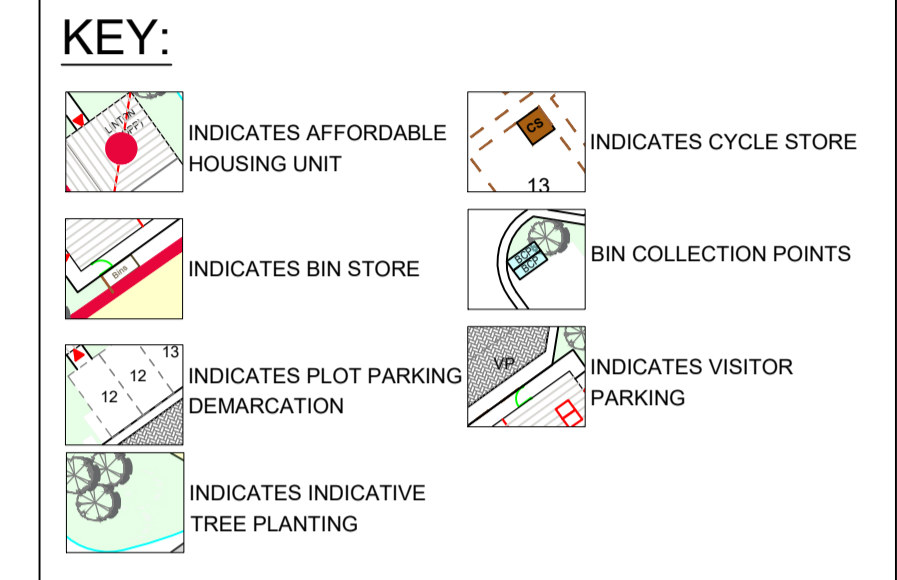 KEY:
LINTON
INDICATES AFFORDABLE
HOUSING UNIT
Bins
INDICATES BIN STORE
13
12
12
INDICATES PLOT PARKING
DEMARCATION
INDICATES INDICATIVE
TREE PLANTING
CS
13
INDICATES CYCLE STORE
BCP
BCP
BIN COLLECTION POINTS
VP
INDICATES VISITOR
PARKING